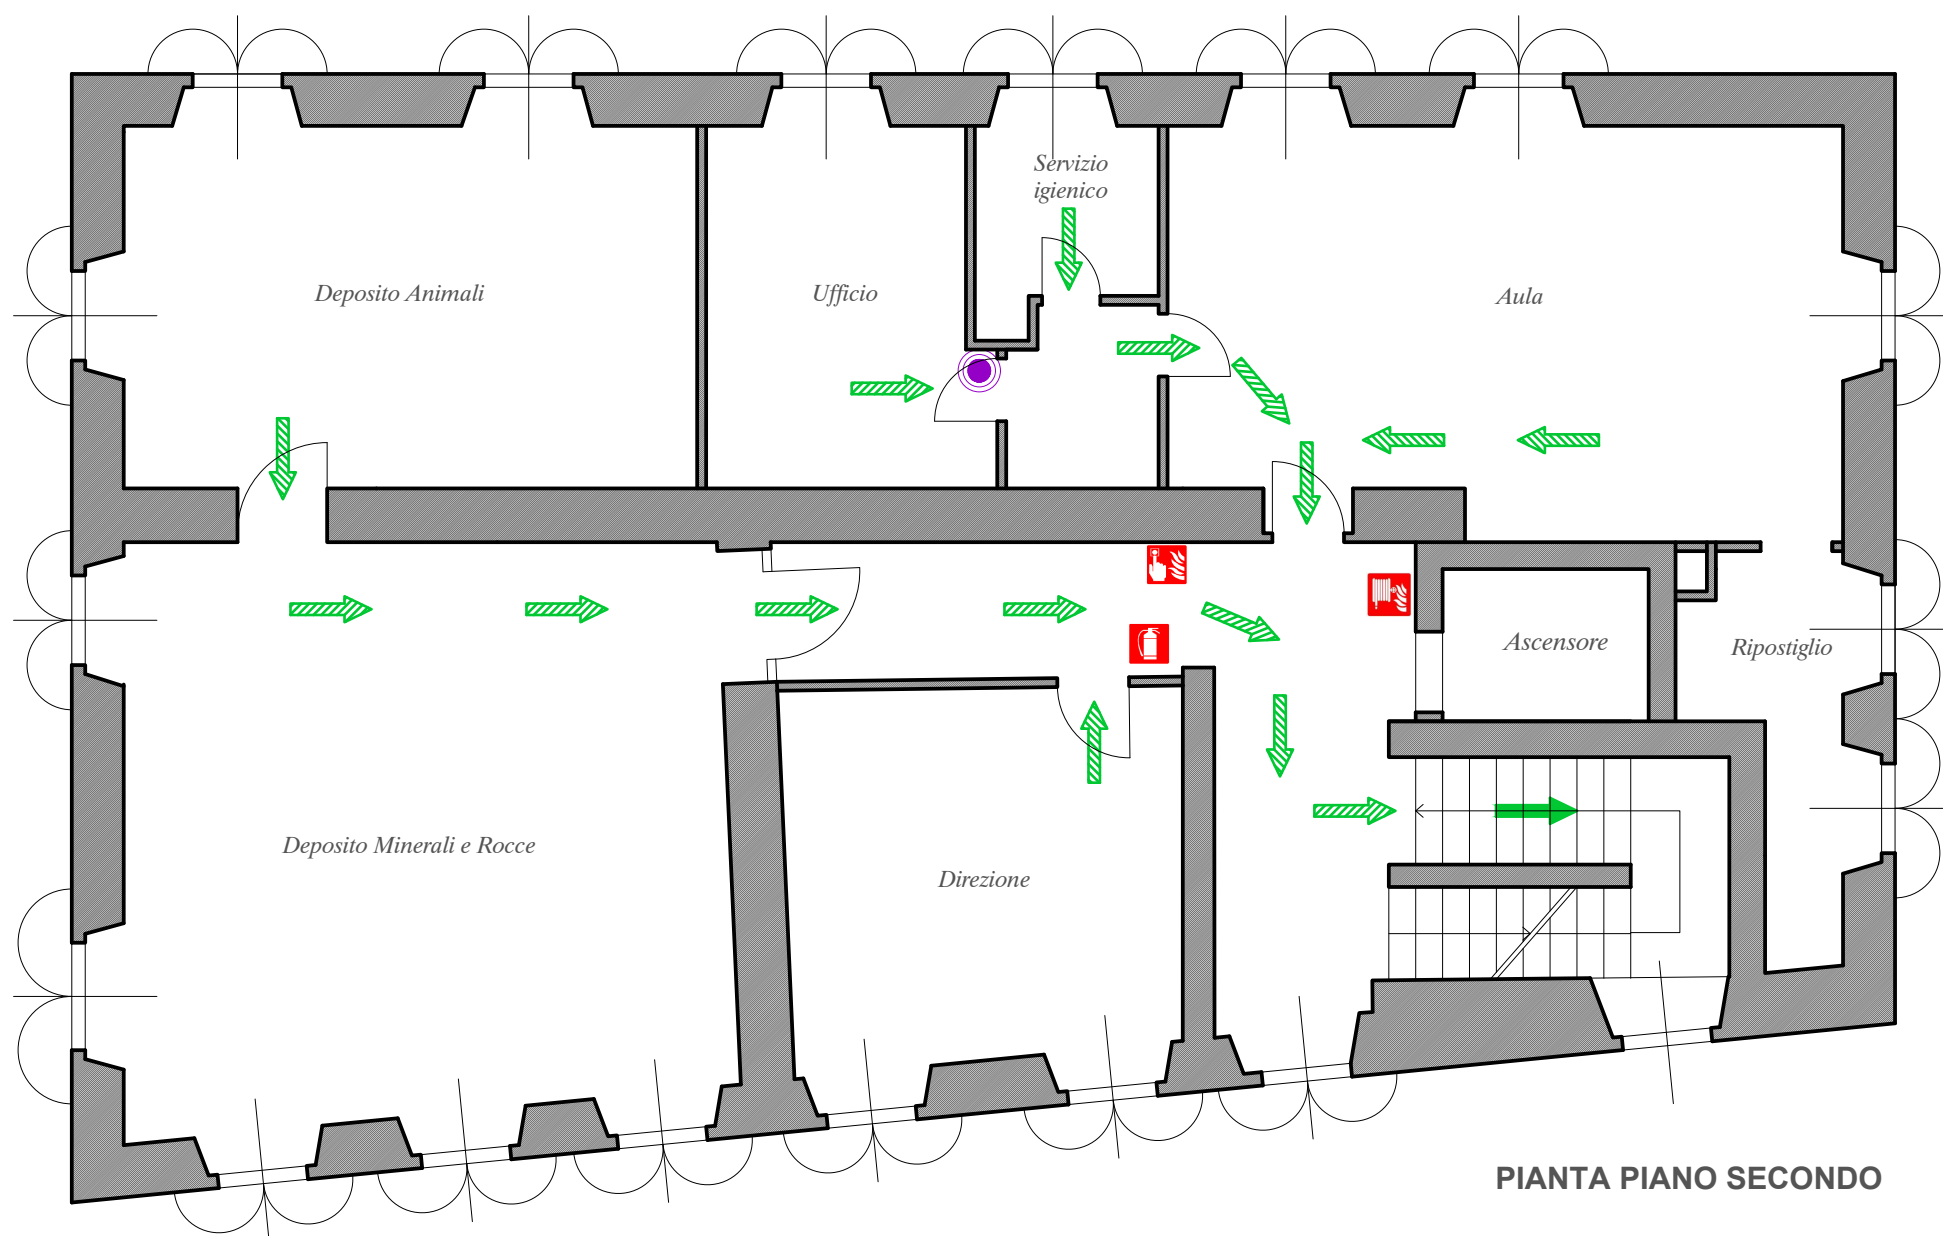 Servizio
igienico
Deposito Animali
Ufficio
Aula
Ascensore
Ripostiglio
Deposito Minerali e Rocce
Direzione
PIANTA PIANO SECONDO